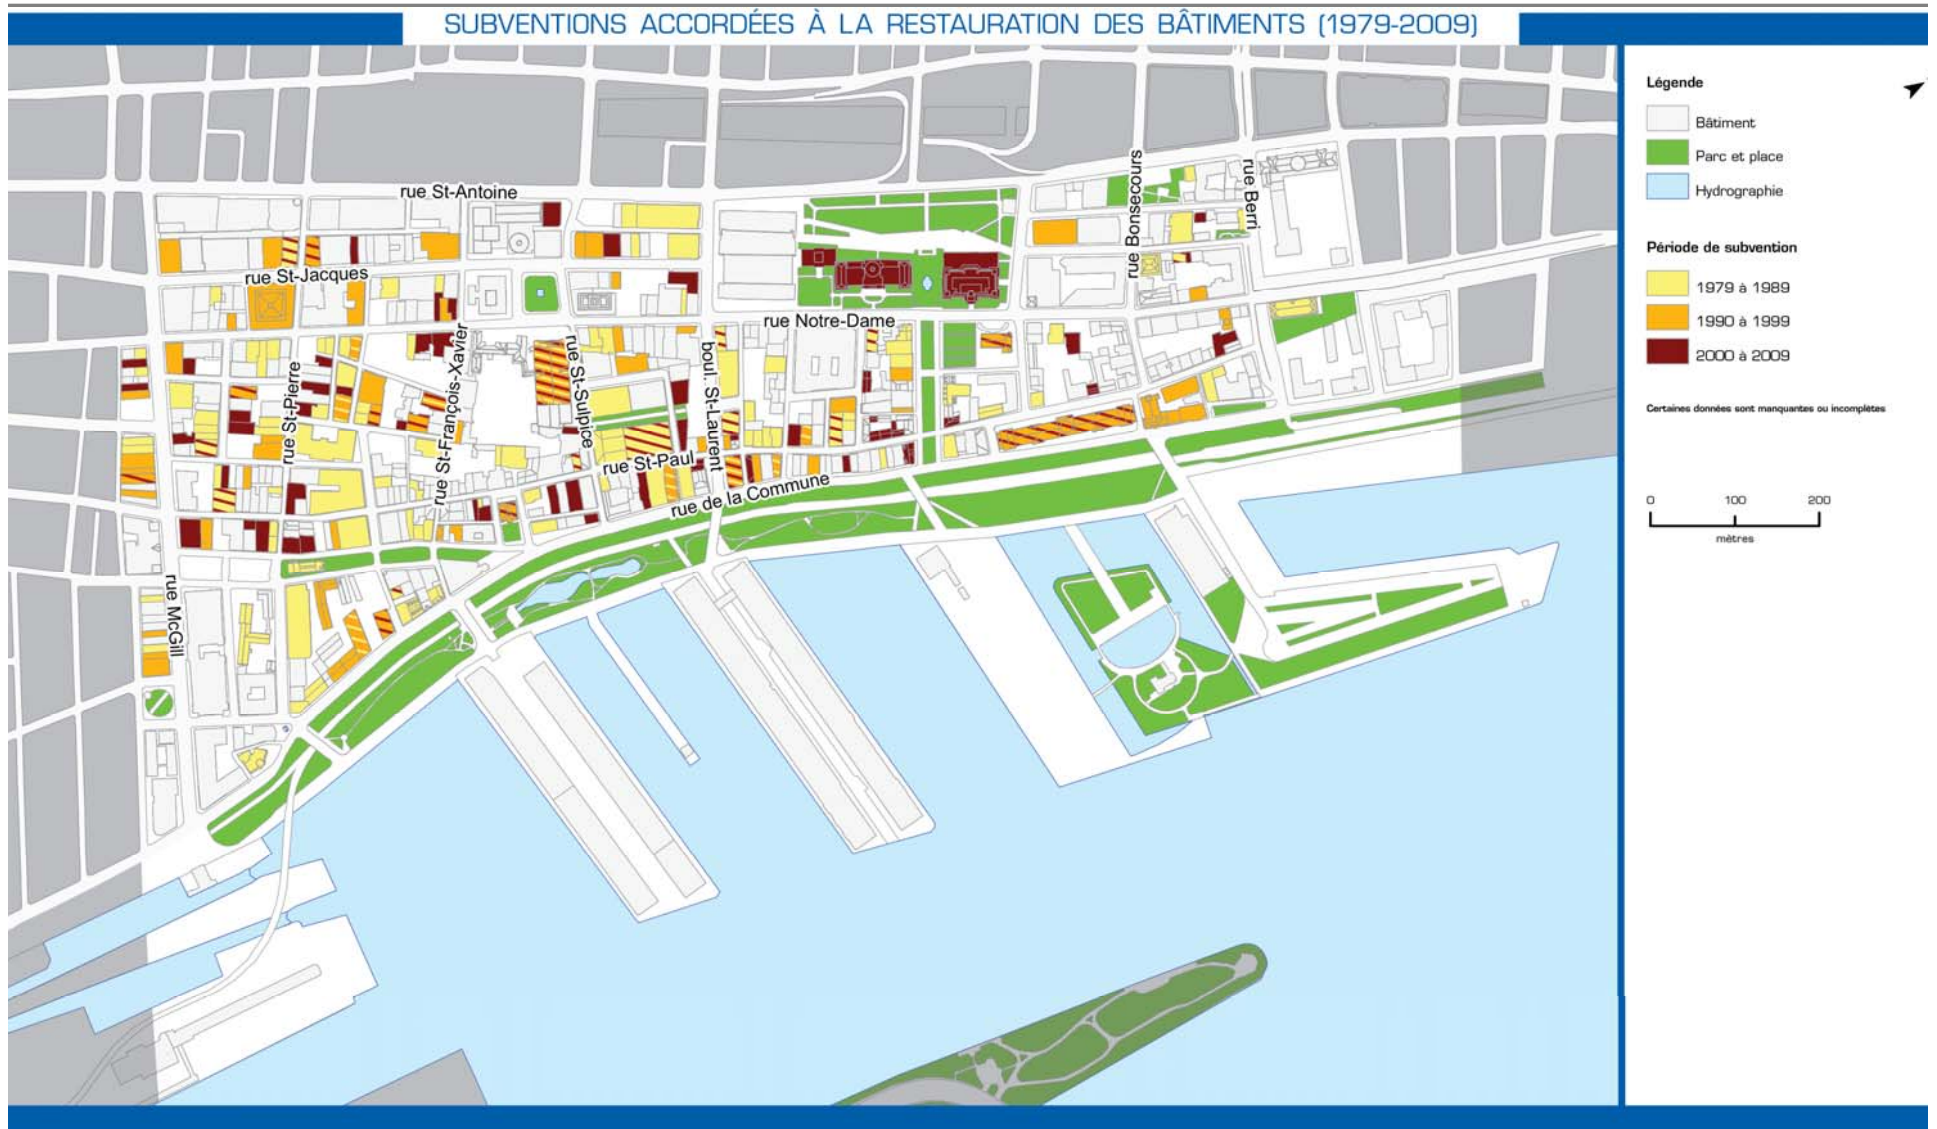 SUBVENTIONS ACCORDÉES À LA RESTAURATION DES BÂTIMENTS (1979-2009)
Légende
Bâtiment
Parc et place
Hydrographie
Période de subvention
1979 à 1989
1990 à 1999
2000 à 2009
Certaines données sont manquantes ou incomplètes
0 100 200
mètres
rue St-Antoine
rue Bonsecours
rue Berri
rue St-Jacques
rue Notre-Dame
rue St-Pierre
rue St-François-Xavier
rue St-Sulpice
boul. St-Laurent
rue St-Paul
rue de la Commune
rue McGill